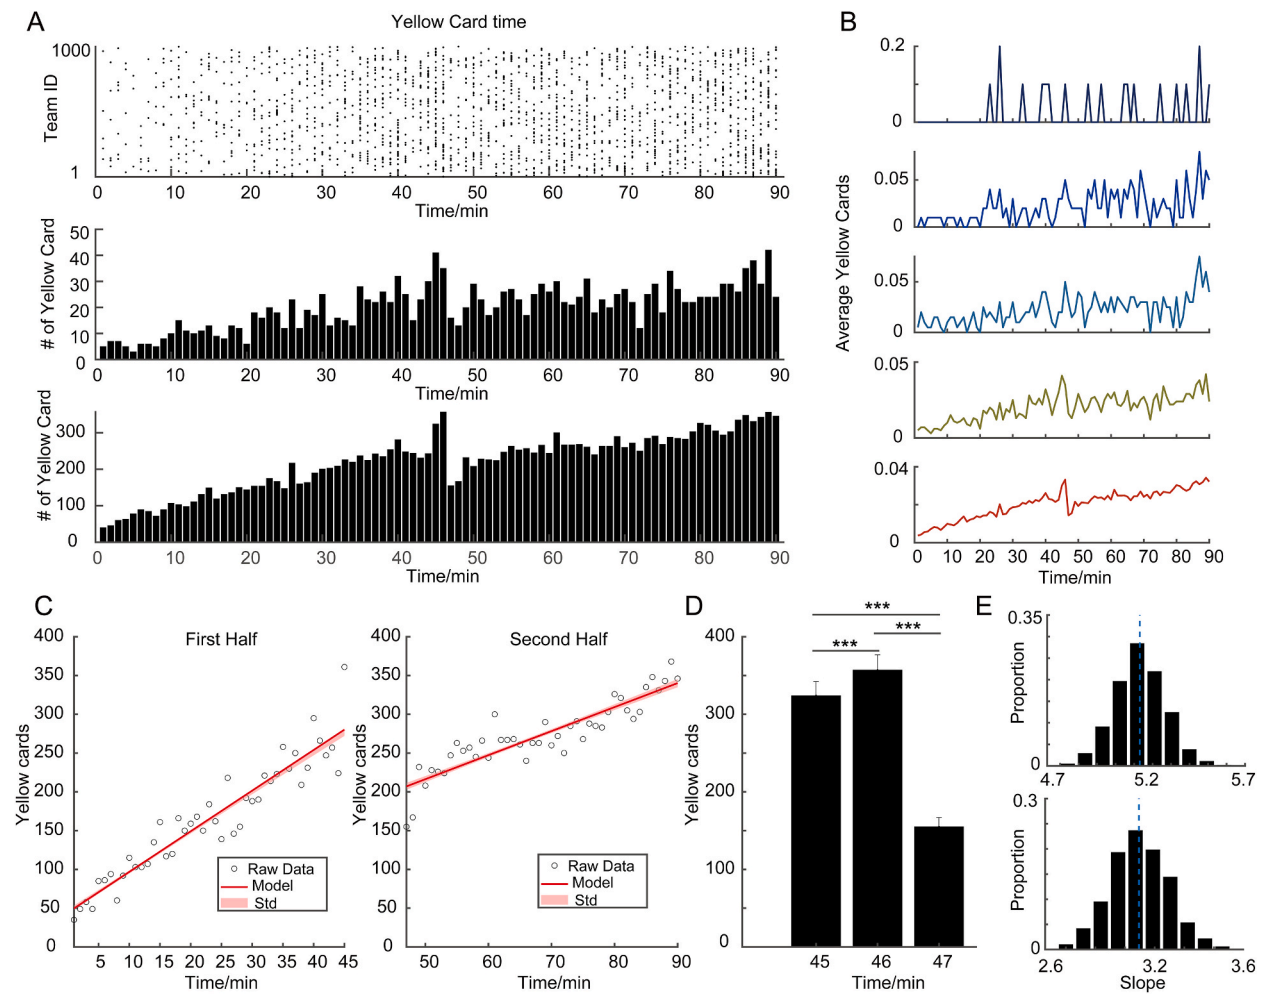 A
Yellow Card time
1000
Team ID
1
0 10 20 30 40 50 60 70 80 90
Time/min
50
40
30
20
10
0
# of Yellow Card
0 10 20 30 40 50 60 70 80 90
Time/min
300
200
100
0
# of Yellow Card
0 10 20 30 40 50 60 70 80 90
Time/min
B
Average Yellow Cards
0.2
0
0.05
0
0.05
0
0.05
0
0.04
0
0 10 20 30 40 50 60 70 80 90
Time/min
C
First Half
Yellow cards
400
350
300
250
200
150
100
50
0
Raw Data
Model
Std
5 15 20 25 30 35 40 45
Time/min
Second Half
Yellow cards
400
350
300
250
200
150
100
50
0
Raw Data
Model
Std
50 60 70 80 90
Time/min
D
Yellow cards
400
300
200
100
0
***
***
***
45 46 47
Time/min
E
Proportion
0.35
0
4.7 5.2 5.7
Proportion
0.3
0
2.6 3.2 3.6
Slope